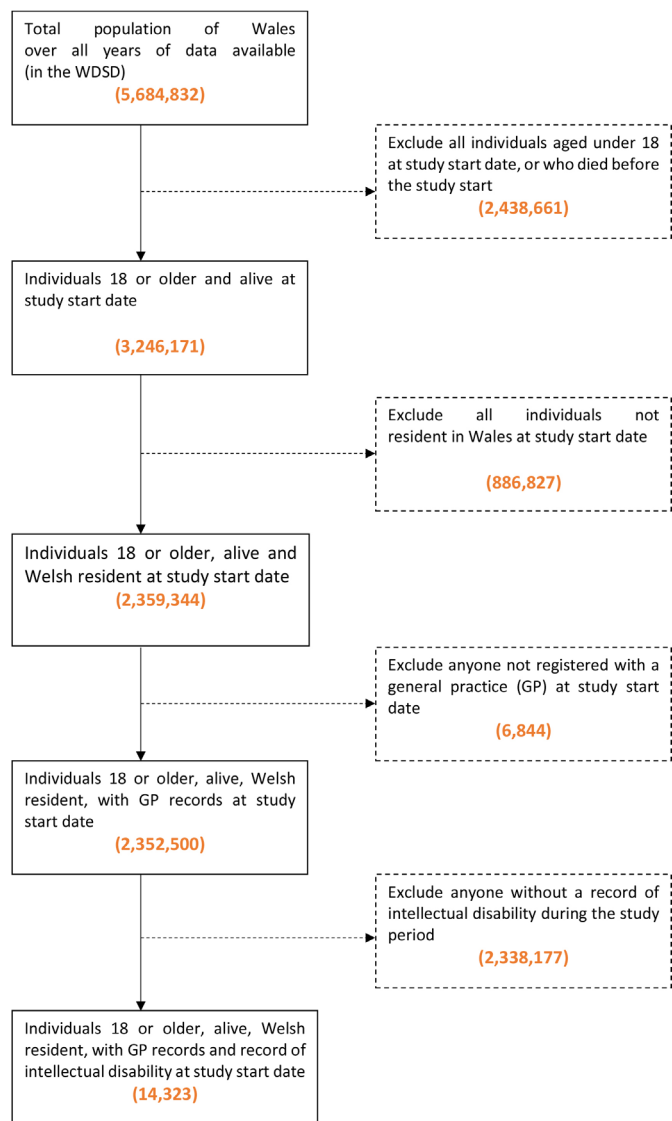 Total population of Wales
over all years of data available
(in the WDSD)
(5,684,832)
Exclude all individuals aged under 18
at study start date, or who died before
the study start
(2,438,661)
Individuals 18 or older and alive at
study start date
(3,246,171)
Exclude all individuals not
resident in Wales at study start date
(886,827)
Individuals 18 or older, alive and
Welsh resident at study start date
(2,359,344)
Exclude anyone not registered with a
general practice (GP) at study start
date
(6,844)
Individuals 18 or older, alive, Welsh
resident, with GP records at study
start date
(2,352,500)
Exclude anyone without a record of
intellectual disability during the study
period
(2,338,177)
Individuals 18 or older, alive, Welsh
resident, with GP records and record of
intellectual disability at study start date
(14,323)